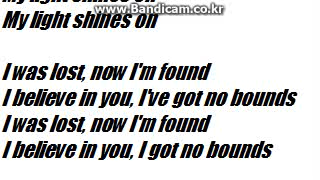 www.Bandicam.co.kr
My light shines on
I was lost, now I'm found
I believe in you, I've got no bounds
I was lost, now I'm found
I believe in you, I got no bounds